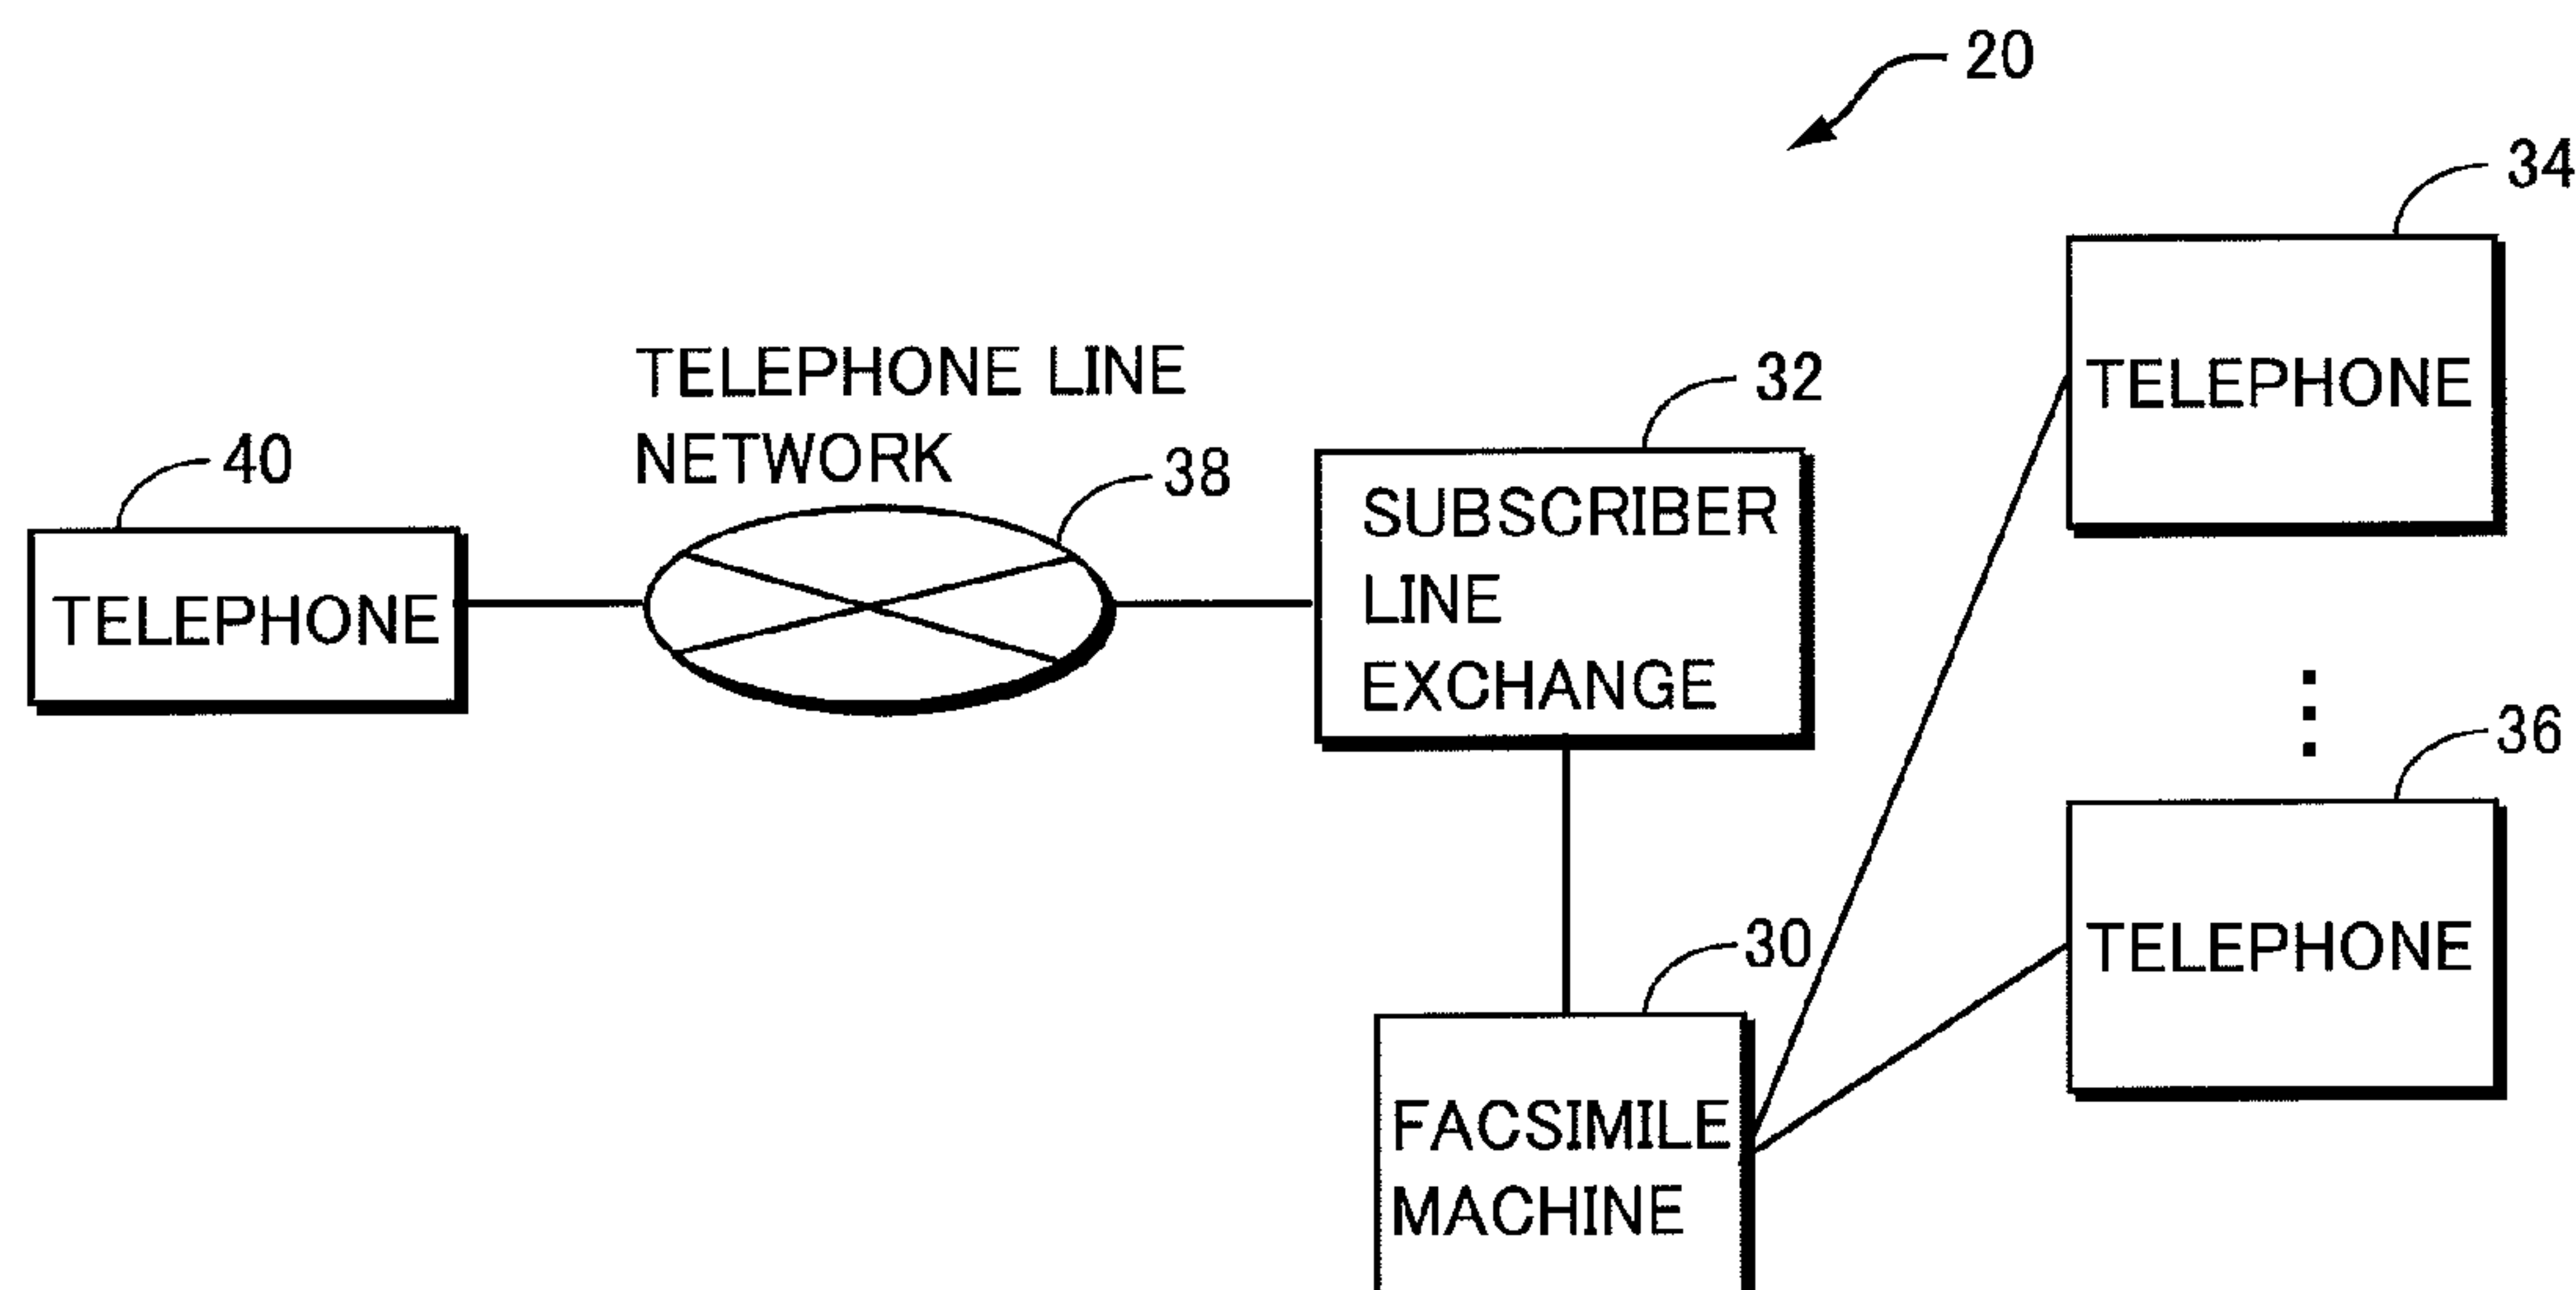 20
34
TELEPHONE
TELEPHONE LINE
NETWORK
32
40
38
SUBSCRIBER
LINE
EXCHANGE
TELEPHONE
36
30
TELEPHONE
FACSIMILE
MACHINE